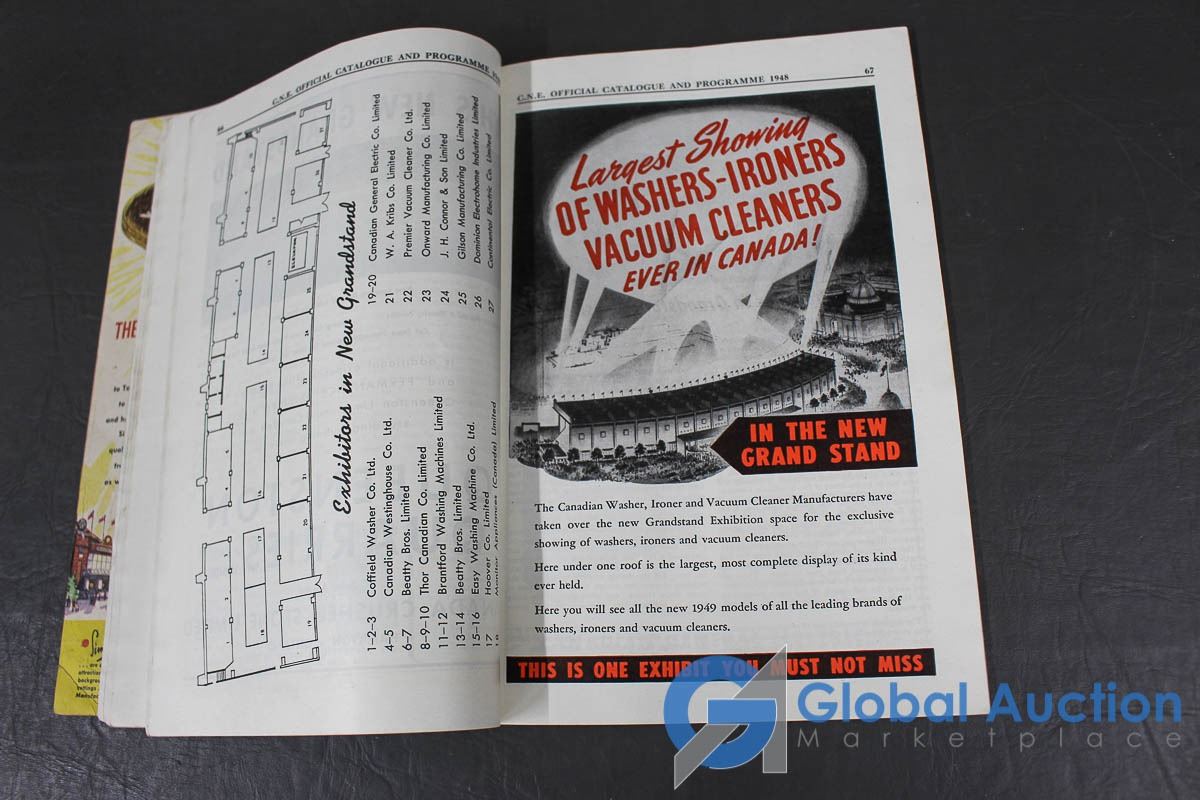 C.N.E. OFFICIAL CATALOGUE AND PROGRAMME
66
Exhibitors in New Grandstand
1-2-3 Coffield Washer Co. Ltd.
4-5 Canadian Westinghouse Co. Ltd.
6-7 Beatty Bros. Limited
8-9-10 Thor Canadian Co. Limited
11-12 Brantford Washing Machines Limited
13-14 Beatty Bros. Limited
15-16 Easy Washing Machine Co. Ltd.
17 Hoover Co. Limited
18 Monitor Appliances (Canada) Limited
19-20 Canadian General Electric Co. Limited
21 W. A. Kribs Co. Limited
22 Premier Vacuum Cleaner Co. Ltd.
23 Onward Manufacturing Co. Limited
24 J. H. Connor & Son Limited
25 Gilson Manufacturing Co. Limited
26 Dominion Electrohome Industries Limited
27 Continental Electric Co. Limited
THE
C.N.E. OFFICIAL CATALOGUE AND PROGRAMME 1948
67
Largest Showing
OF WASHERS-IRONERS
VACUUM CLEANERS
EVER IN CANADA!
IN THE NEW
GRAND STAND
The Canadian Washer, Ironer and Vacuum Cleaner Manufacturers have
taken over the new Grandstand Exhibition space for the exclusive
showing of washers, ironers and vacuum cleaners.
Here under one roof is the largest, most complete display of its kind
ever held.
Here you will see all the new 1949 models of all the leading brands of
washers, ironers and vacuum cleaners.
THIS IS ONE EXHIBIT YOU MUST NOT MISS
Global Auction
Marketplace